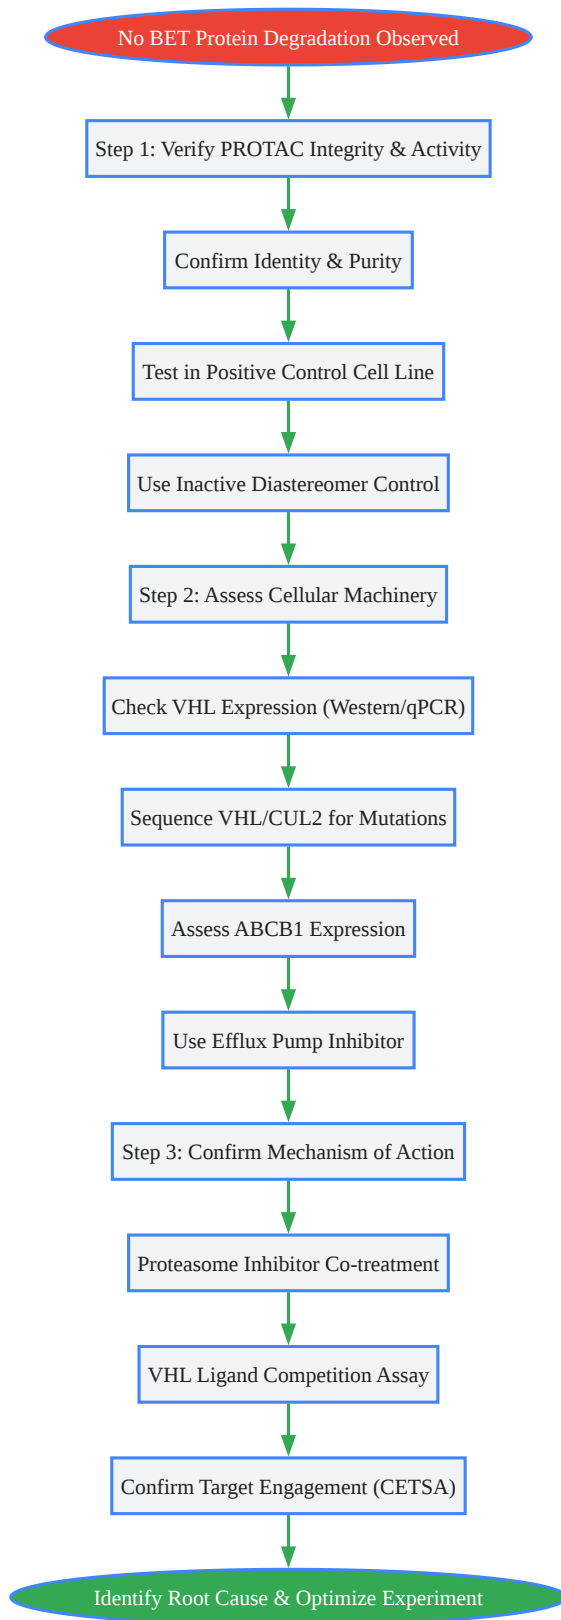 No BET Protein Degradation Observed
Step 1: Verify PROTAC Integrity & Activity
Confirm Identity & Purity
Test in Positive Control Cell Line
Use Inactive Diastereomer Control
Step 2: Assess Cellular Machinery
Check VHL Expression (Western/qPCR)
Sequence VHL/CUL2 for Mutations
Assess ABCB1 Expression
Use Efflux Pump Inhibitor
Step 3: Confirm Mechanism of Action
Proteasome Inhibitor Co-treatment
VHL Ligand Competition Assay
Confirm Target Engagement (CETSA)
Identify Root Cause & Optimize Experiment